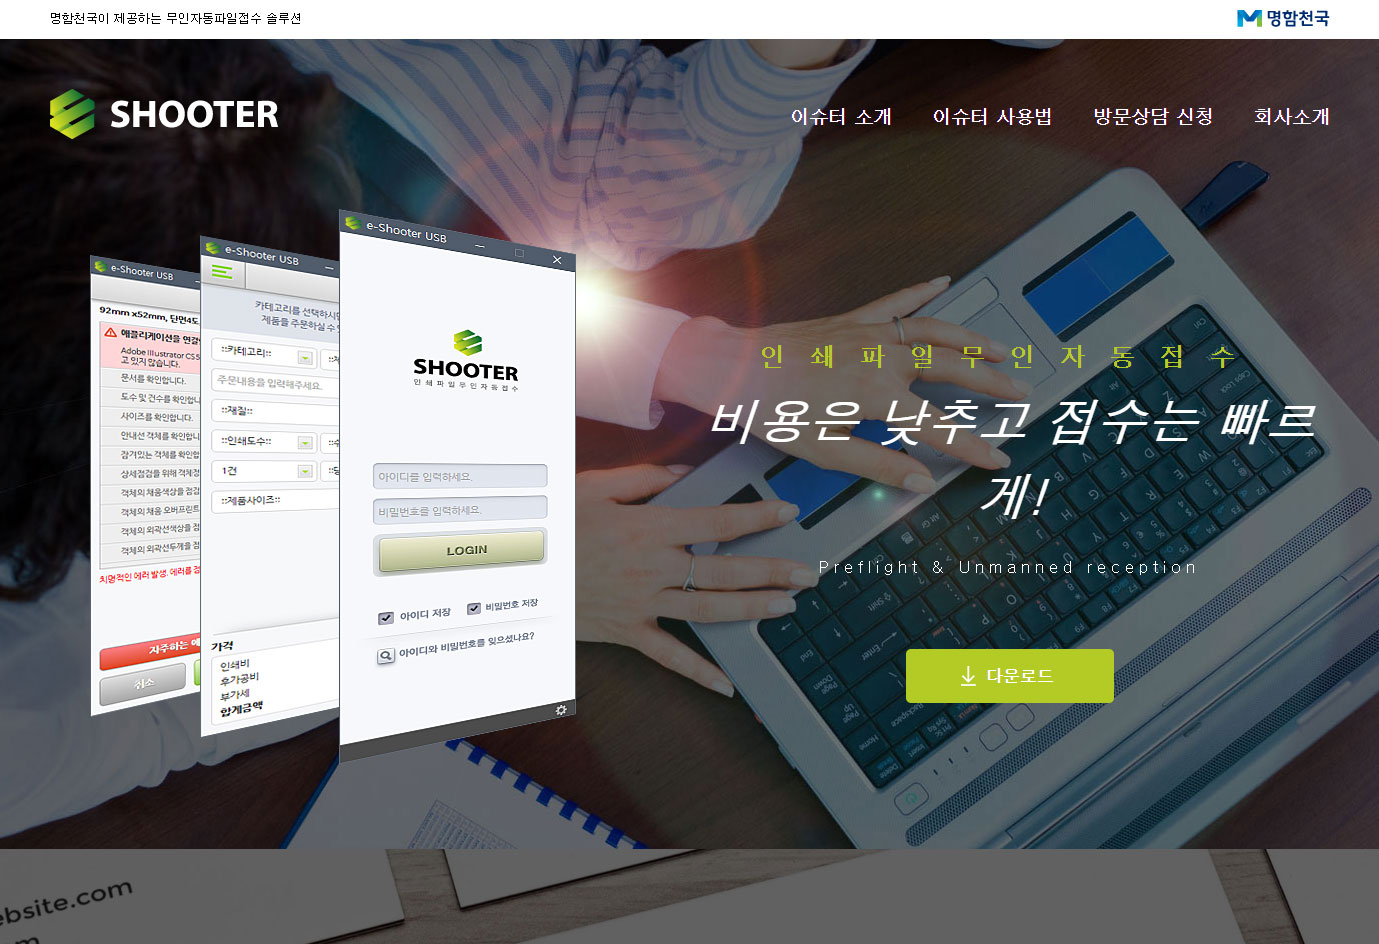 명함천국이 제공하는 무인자동파일접수 솔루션
명함천국
SHOOTER
이슈터 소개
이슈터 사용법
방문상담 신청
회사소개
e-Shooter USB
92mm x52mm, 단면4도
애플리케이션을 연결
Adobe Illustrator CS5
고 있지 않습니다.
문서를 확인합니다.
도수 및 건수를 확인합니
사이즈를 확인합니다.
안내선 객체를 확인합니
잠겨있는 객체를 확인합
상세점검을 위해 객체정
객체의 채움색상을 점검
객체의 채움 오버프린트
객체의 외곽선색상을 점
객체의 외곽선두께를 점
치명적인 에러 발생. 에러를 점
자주하는 에
취소
e-Shooter USB
카테고리를 선택하시면
제품을 주문하실 수 있
::카테고리::
주문내용을 입력해주세요.
::재질::
::인쇄도수::
1건
::제품사이즈::
가격
인쇄비
후가공비
부가세
합계금액
e-Shooter USB
SHOOTER
인쇄파일무인자동접수
아이디를 입력하세요.
비밀번호를 입력하세요.
LOGIN
아이디 저장
비밀번호 저장
아이디와 비밀번호를 잊으셨나요?
인쇄파일무인자동접수
비용은 낮추고 접수는 빠르
게!
Preflight & Unmanned reception
다운로드
ebsite.com